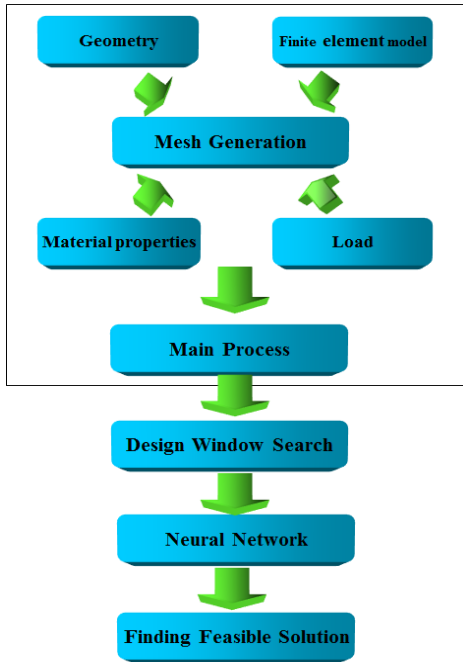 Geometry
Finite element model
Mesh Generation
Material properties
Load
Main Process
Design Window Search
Neural Network
Finding Feasible Solution